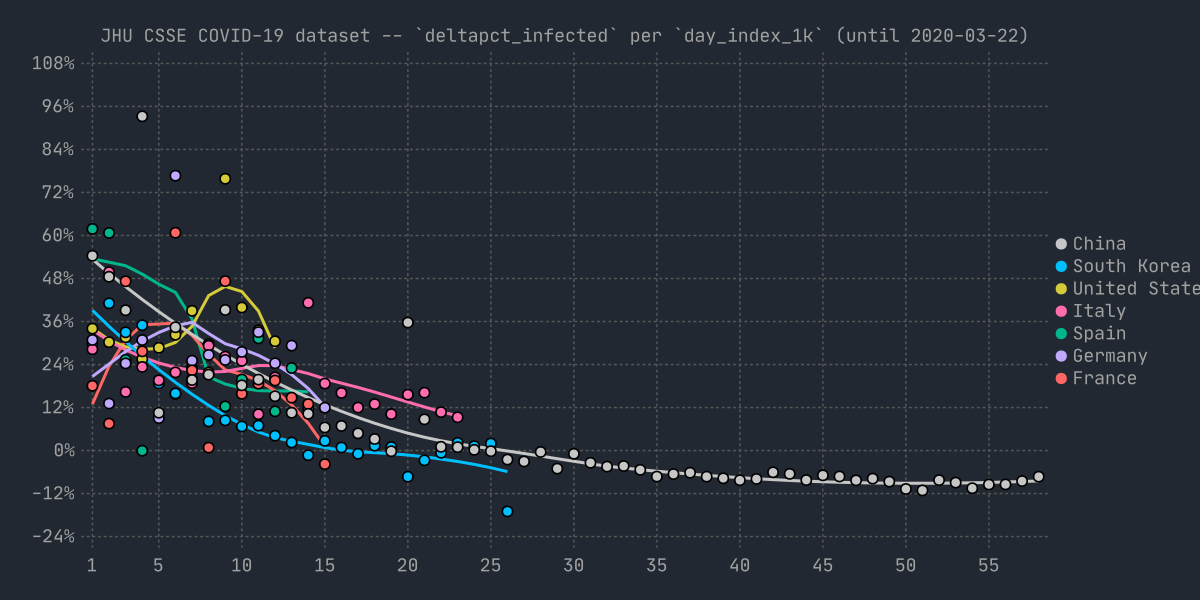 JHU CSSE COVID-19 dataset -- `deltapct_infected` per `day_index_1k` (until 2020-03-22)
108%
96%
84%
72%
60%
48%
36%
24%
12%
0%
-12%
-24%
1 5 10 15 20 25 30 35 40 45 50 55
China
South Korea
United State
Italy
Spain
Germany
France